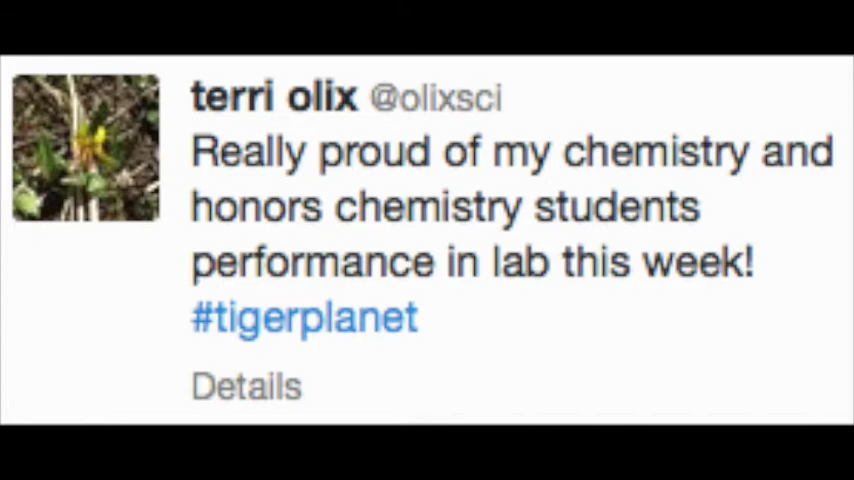 terri olix @olixsci
Really proud of my chemistry and
honors chemistry students
performance in lab this week!
#tigerplanet
Details